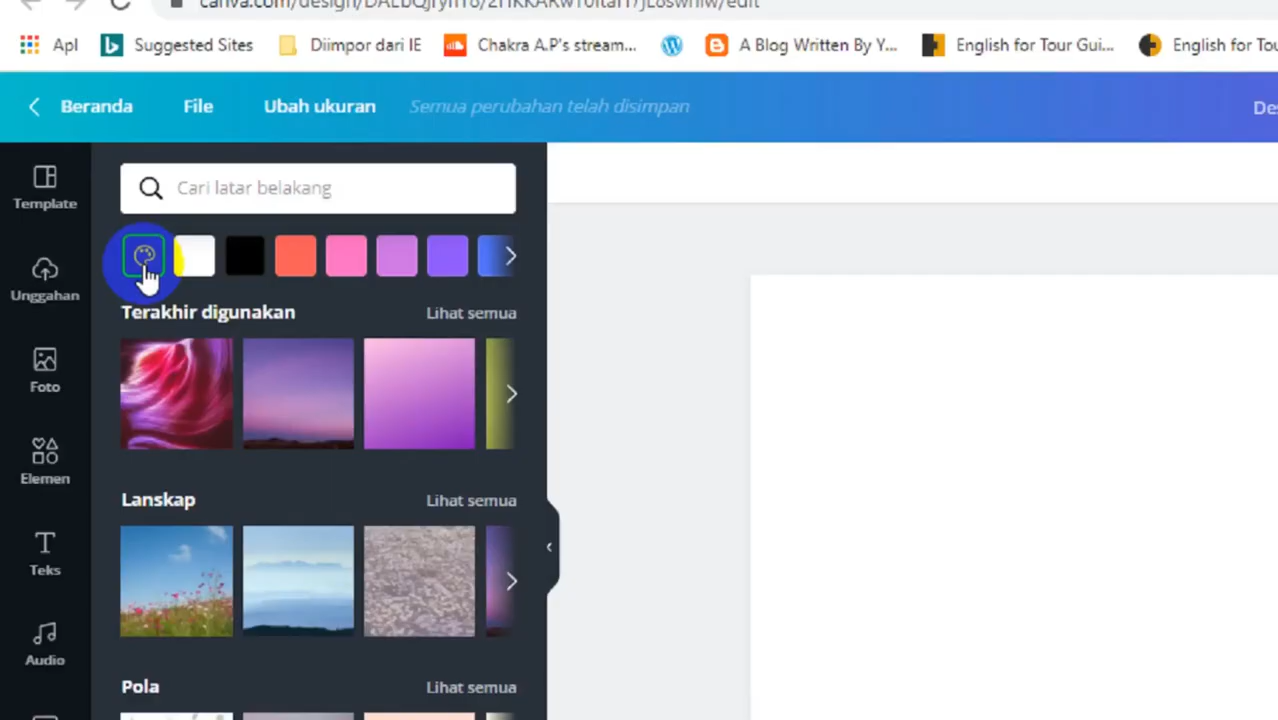 Apl
Suggested Sites
Diimpor dari IE
Chakra A.P's stream...
A Blog Written By Y...
English for Tour Gui...
English for Tou
Beranda
File
Ubah ukuran
Semua perubahan telah disimpan
Template
Unggahan
Foto
Elemen
Teks
Audio
Cari latar belakang
Terakhir digunakan
Lihat semua
Lanskap
Lihat semua
Pola
Lihat semua